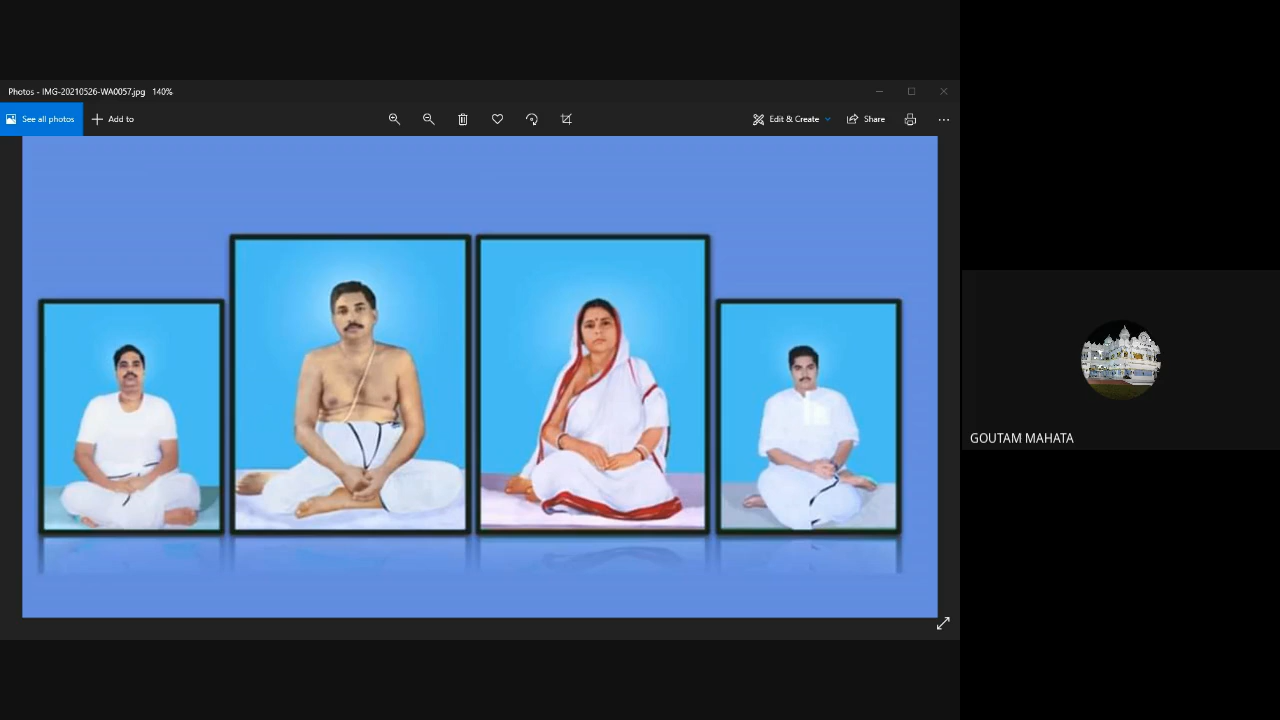 Photos - IMG-20210526-WA0057.jpg 140%
See all photos
Add to
Edit & Create
Share
GOUTAM MAHATA